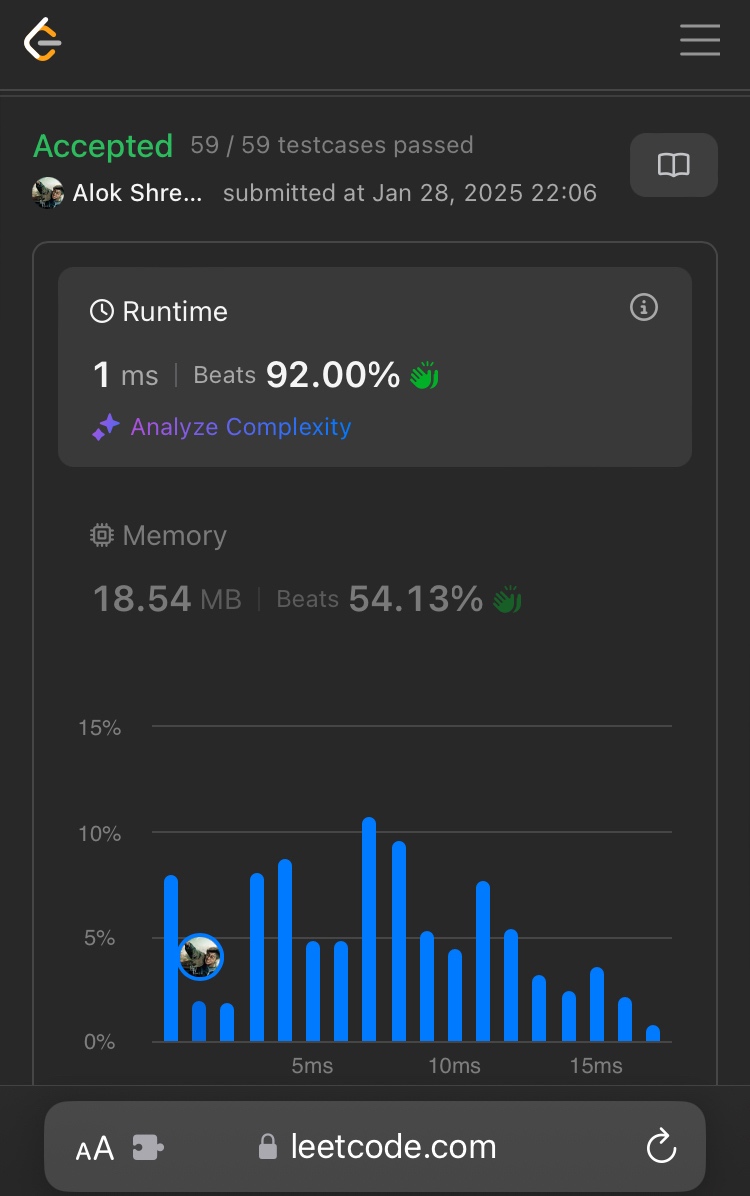 Accepted 59 / 59 testcases passed
Alok Shre... submitted at Jan 28, 2025 22:06
Runtime
1 ms | Beats 92.00%
Analyze Complexity
Memory
18.54 MB | Beats 54.13%
15%
10%
5%
0%
5ms 10ms 15ms
AA leetcode.com